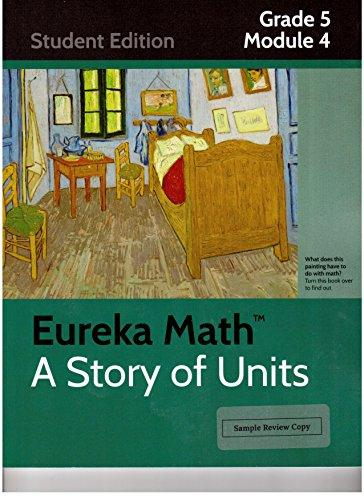 Student Edition
Grade 5
Module 4
What does this
painting have to
do with math?
Turn this book over
to find out.
Eureka Math™
A Story of Units
Sample Review Copy